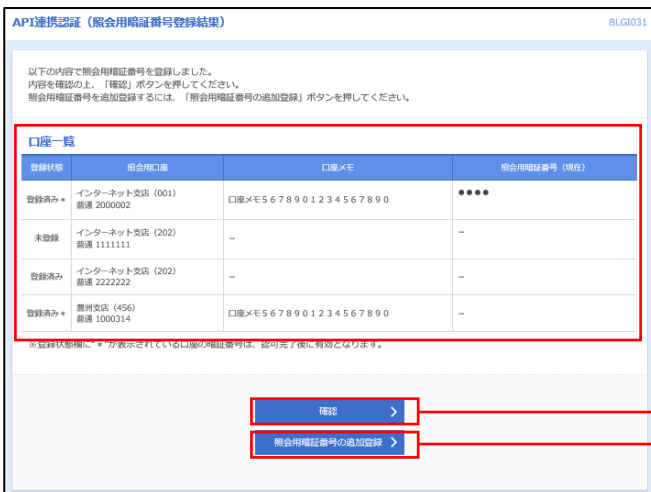 API連携認証（照会用暗証番号登録結果）
BLGI031
以下の内容で照会用暗証番号を登録しました。
内容を確認の上、「確認」ボタンを押してください。
照会用暗証番号を追加登録するには、「照会用暗証番号の追加登録」ボタンを押してください。
口座一覧
登録状態 照会用口座 口座メモ 照会用暗証番号（現在）
登録済み* インターネット支店（001） 口座メモ５６７８９０１２３４５６７８９０ ●●●●
普通 2000002
未登録 インターネット支店（202） － －
普通 1111111
登録済み インターネット支店（202） － －
普通 2222222
登録済み* 豊洲支店（456） 口座メモ５６７８９０１２３４５６７８９０ －
普通 1000314
※登録状態欄に"*"が表示されている口座の暗証番号は、認可完了後に有効となります。
確認
照会用暗証番号の追加登録